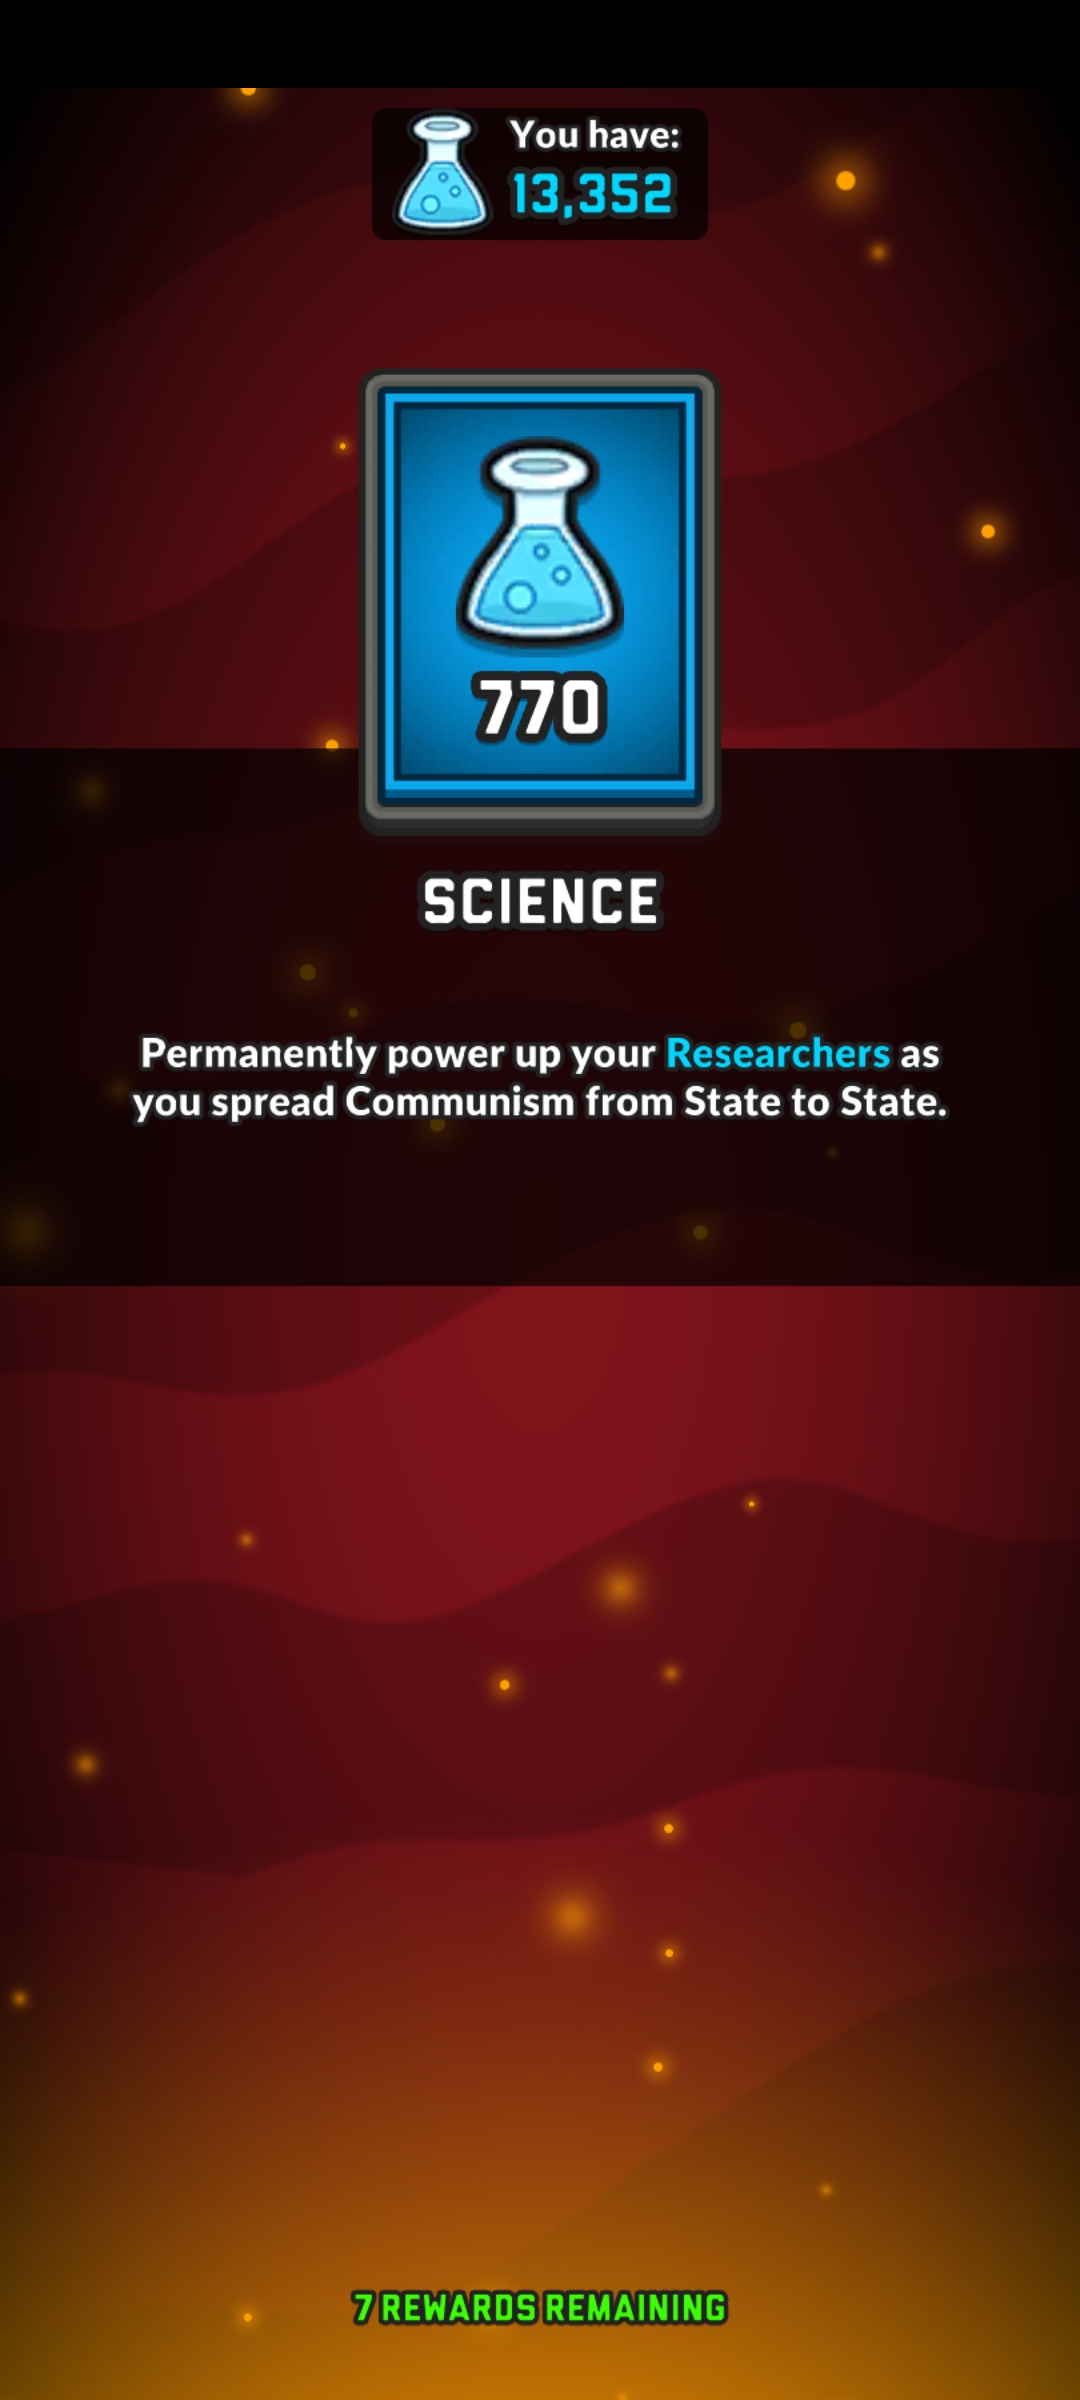 You have:
13,352
770
SCIENCE
Permanently power up your Researchers as
you spread Communism from State to State.
7 REWARDS REMAINING